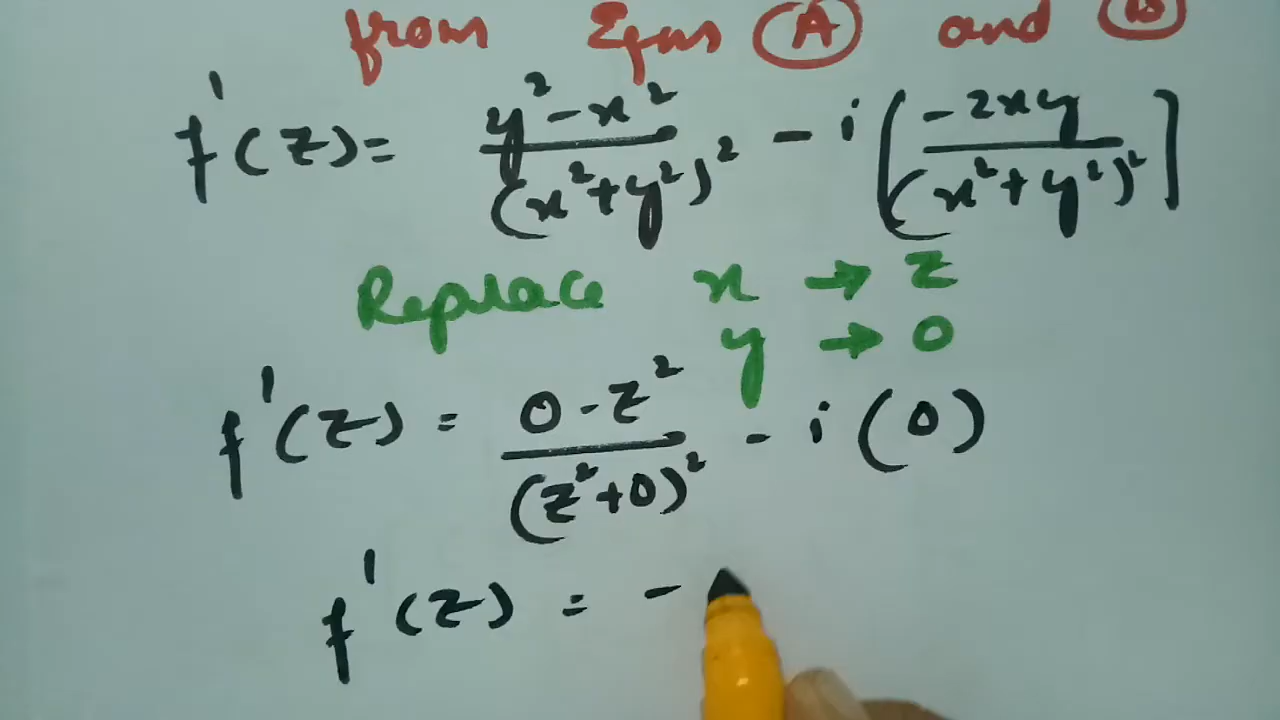 from Eqns (A) and (B)
f'(z) = y² - x² / (x² + y²)² - i [ - 2xy / (x² + y²)² ]
Replace x → z
y → 0
f'(z) = 0 - z² / (z² + 0)² - i (0)
f'(z) = -